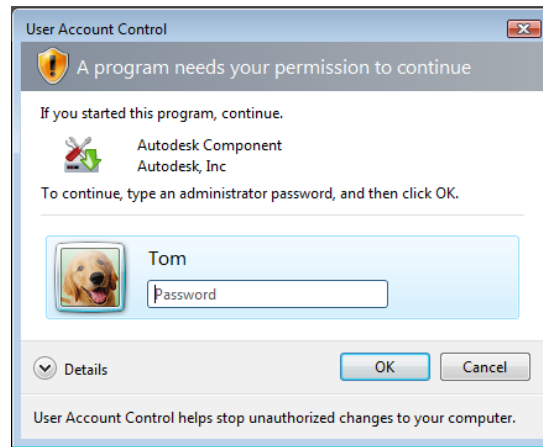 User Account Control
A program needs your permission to continue
If you started this program, continue.
Autodesk Component
Autodesk, Inc
To continue, type an administrator password, and then click OK.
Tom
Password
Details
OK
Cancel
User Account Control helps stop unauthorized changes to your computer.